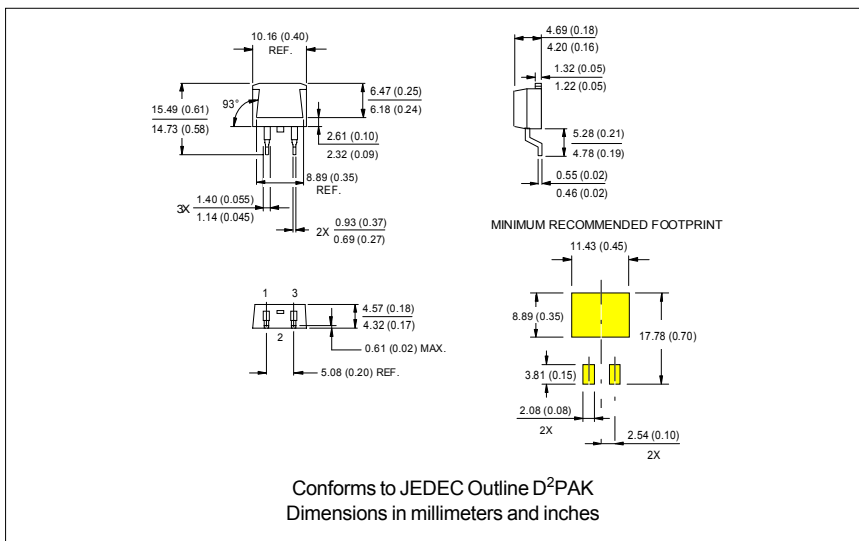 10.16 (0.40)
REF.
4.69 (0.18)
4.20 (0.16)
1.32 (0.05)
1.22 (0.05)
6.47 (0.25)
6.18 (0.24)
15.49 (0.61)
14.73 (0.58)
93°
2.61 (0.10)
2.32 (0.09)
5.28 (0.21)
4.78 (0.19)
8.89 (0.35)
REF.
0.55 (0.02)
0.46 (0.02)
3X
1.40 (0.055)
1.14 (0.045)
2X
0.93 (0.37)
0.69 (0.27)
MINIMUM RECOMMENDED FOOTPRINT
11.43 (0.45)
1
3
2
4.57 (0.18)
4.32 (0.17)
0.61 (0.02) MAX.
5.08 (0.20) REF.
8.89 (0.35)
17.78 (0.70)
3.81 (0.15)
2.08 (0.08)
2X
2.54 (0.10)
2X
Conforms to JEDEC Outline D²PAK
Dimensions in millimeters and inches